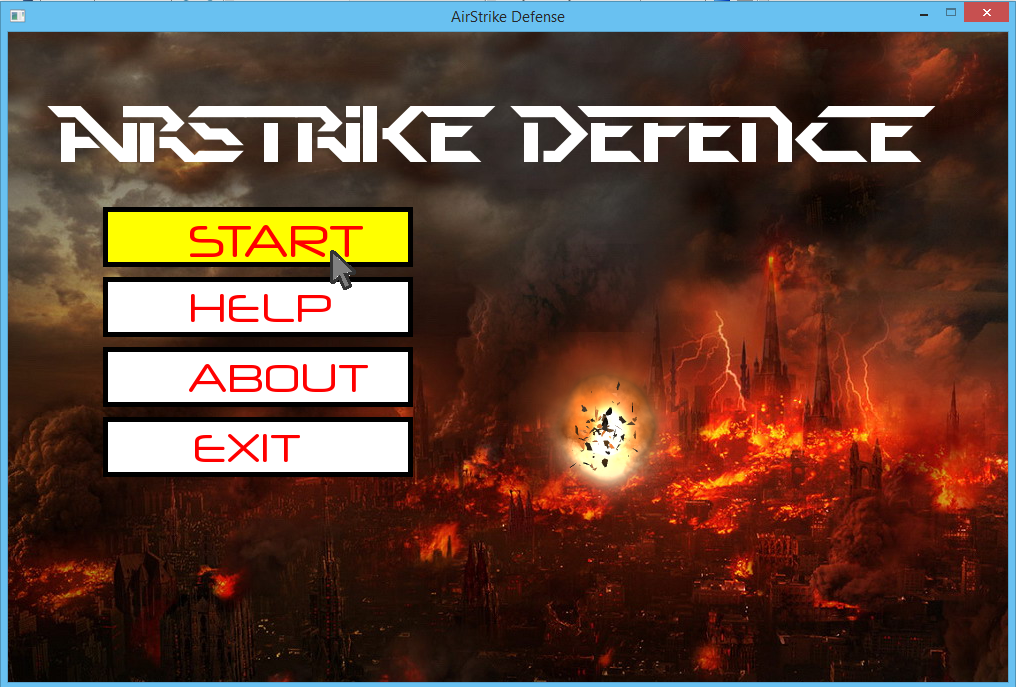 AirStrike Defense
AIRSTRIKE DEFENCE
START
HELP
ABOUT
EXIT